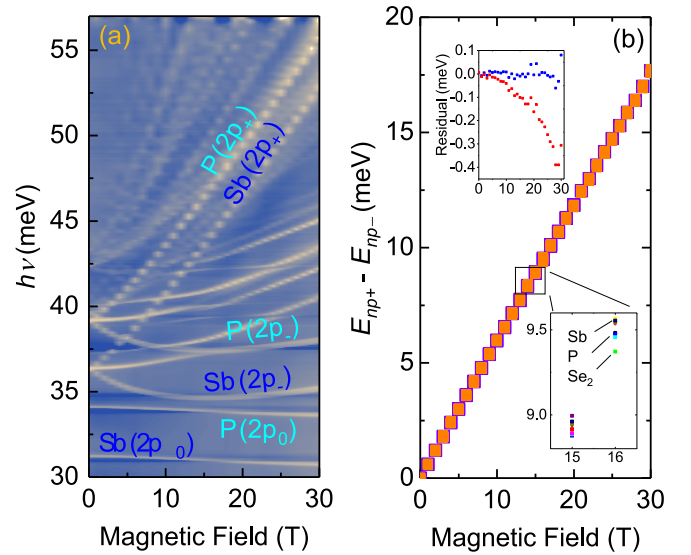 (a)
55
50
45
40
35
30
hν (meV)
P(2p+)
Sb(2p+)
P(2p-)
Sb(2p-)
P(2p0)
Sb(2p0)
0 10 20 30
Magnetic Field (T)
(b)
20
15
10
5
0
Enp+ - Enp- (meV)
0.1
0.0
-0.1
-0.2
-0.3
-0.4
Residual (meV)
0 10 20 30
9.5
9.0
Sb
P
Se2
15 16
0 10 20 30
Magnetic Field (T)